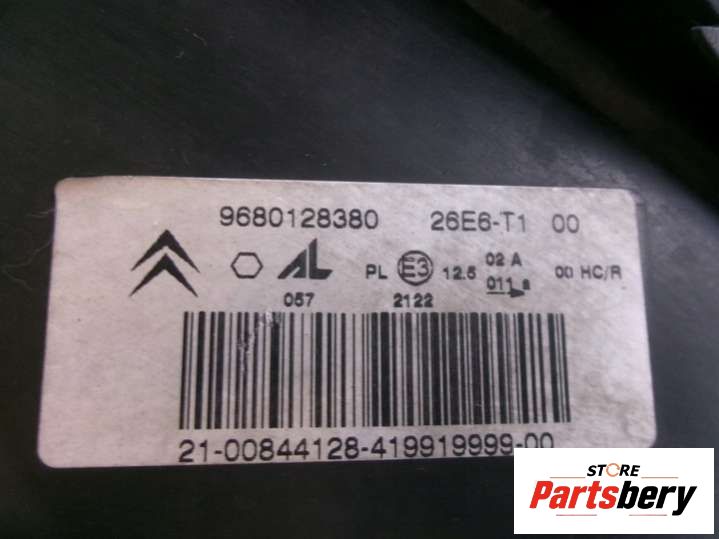 9680128380 26E6-T1 00
AL PL E3 12.5 02 A 00 HC/R
057 2122 011 a
21-00844128-419919999-00
STORE
Partsbery